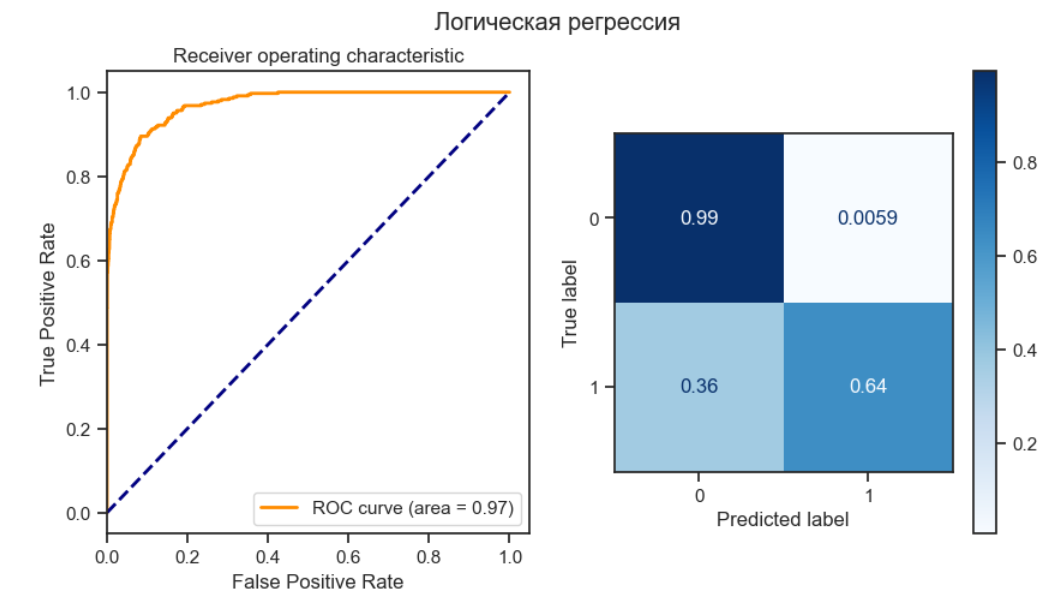 Логическая регрессия
Receiver operating characteristic
True Positive Rate
1.0
0.8
0.6
0.4
0.2
0.0
0.0 0.2 0.4 0.6 0.8 1.0
False Positive Rate
ROC curve (area = 0.97)
True label
0
1
0.99 0.0059
0.36 0.64
0 1
Predicted label
0.8
0.6
0.4
0.2